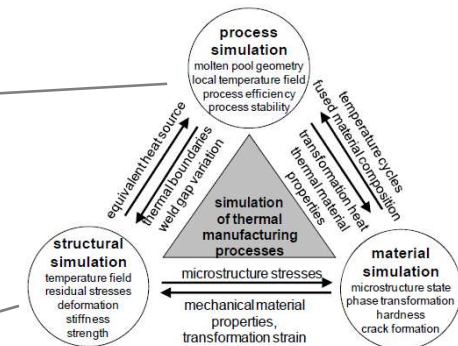 process
simulation
molten pool geometry
local temperature field
process efficiency
process stability
equivalent heat source
thermal boundaries
weld gap variation
temperature cycles
fused material composition
transformation heat
thermal material
properties
simulation
of thermal
manufacturing
processes
structural
simulation
temperature field
residual stresses
deformation
stiffness
strength
microstructure stresses
mechanical material
properties,
transformation strain
material
simulation
microstructure state
phase transformation
hardness
crack formation